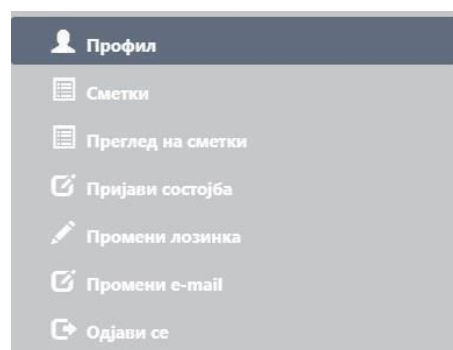 Профил
Сметки
Преглед на сметки
Пријави состојба
Промени лозинка
Промени e-mail
Одјави се